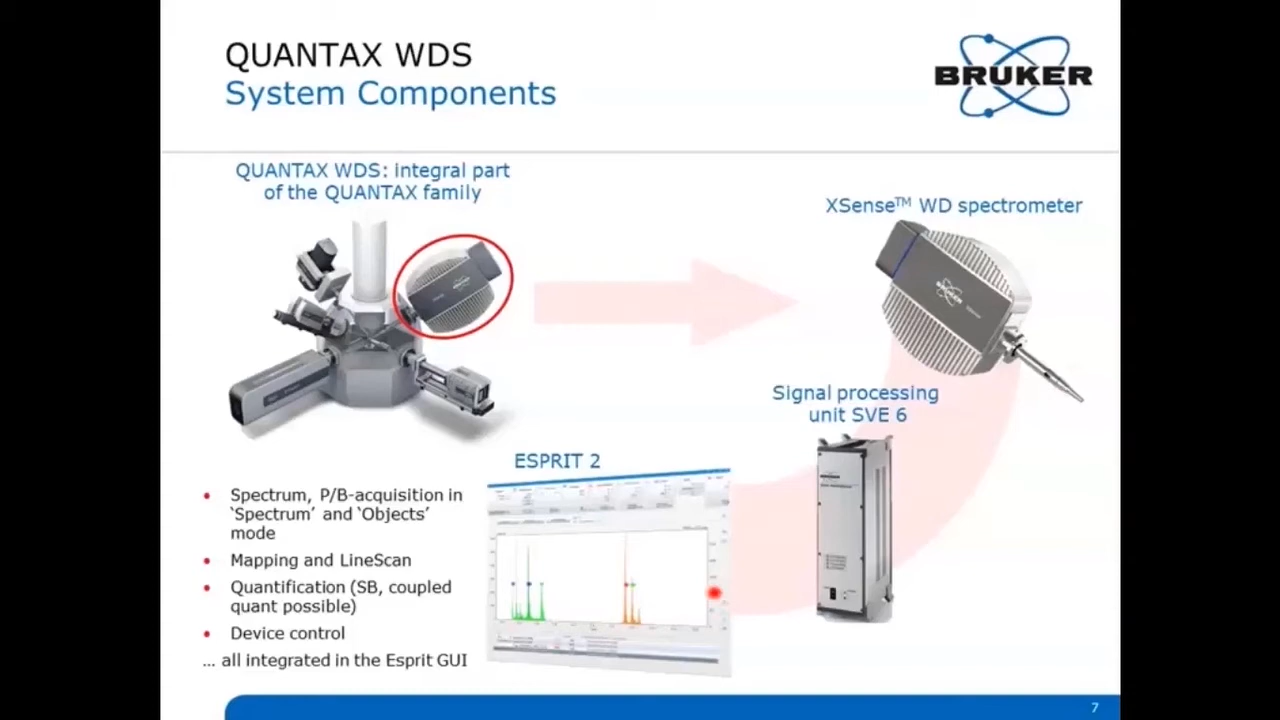 QUANTAX WDS
System Components
BRUKER
QUANTAX WDS: integral part
of the QUANTAX family
XSense™ WD spectrometer
BRUKER
Signal processing
unit SVE 6
ESPRIT 2
• Spectrum, P/B-acquisition in
‘Spectrum’ and ‘Objects’
mode
• Mapping and LineScan
• Quantification (SB, coupled
quant possible)
• Device control
… all integrated in the Esprit GUI
7